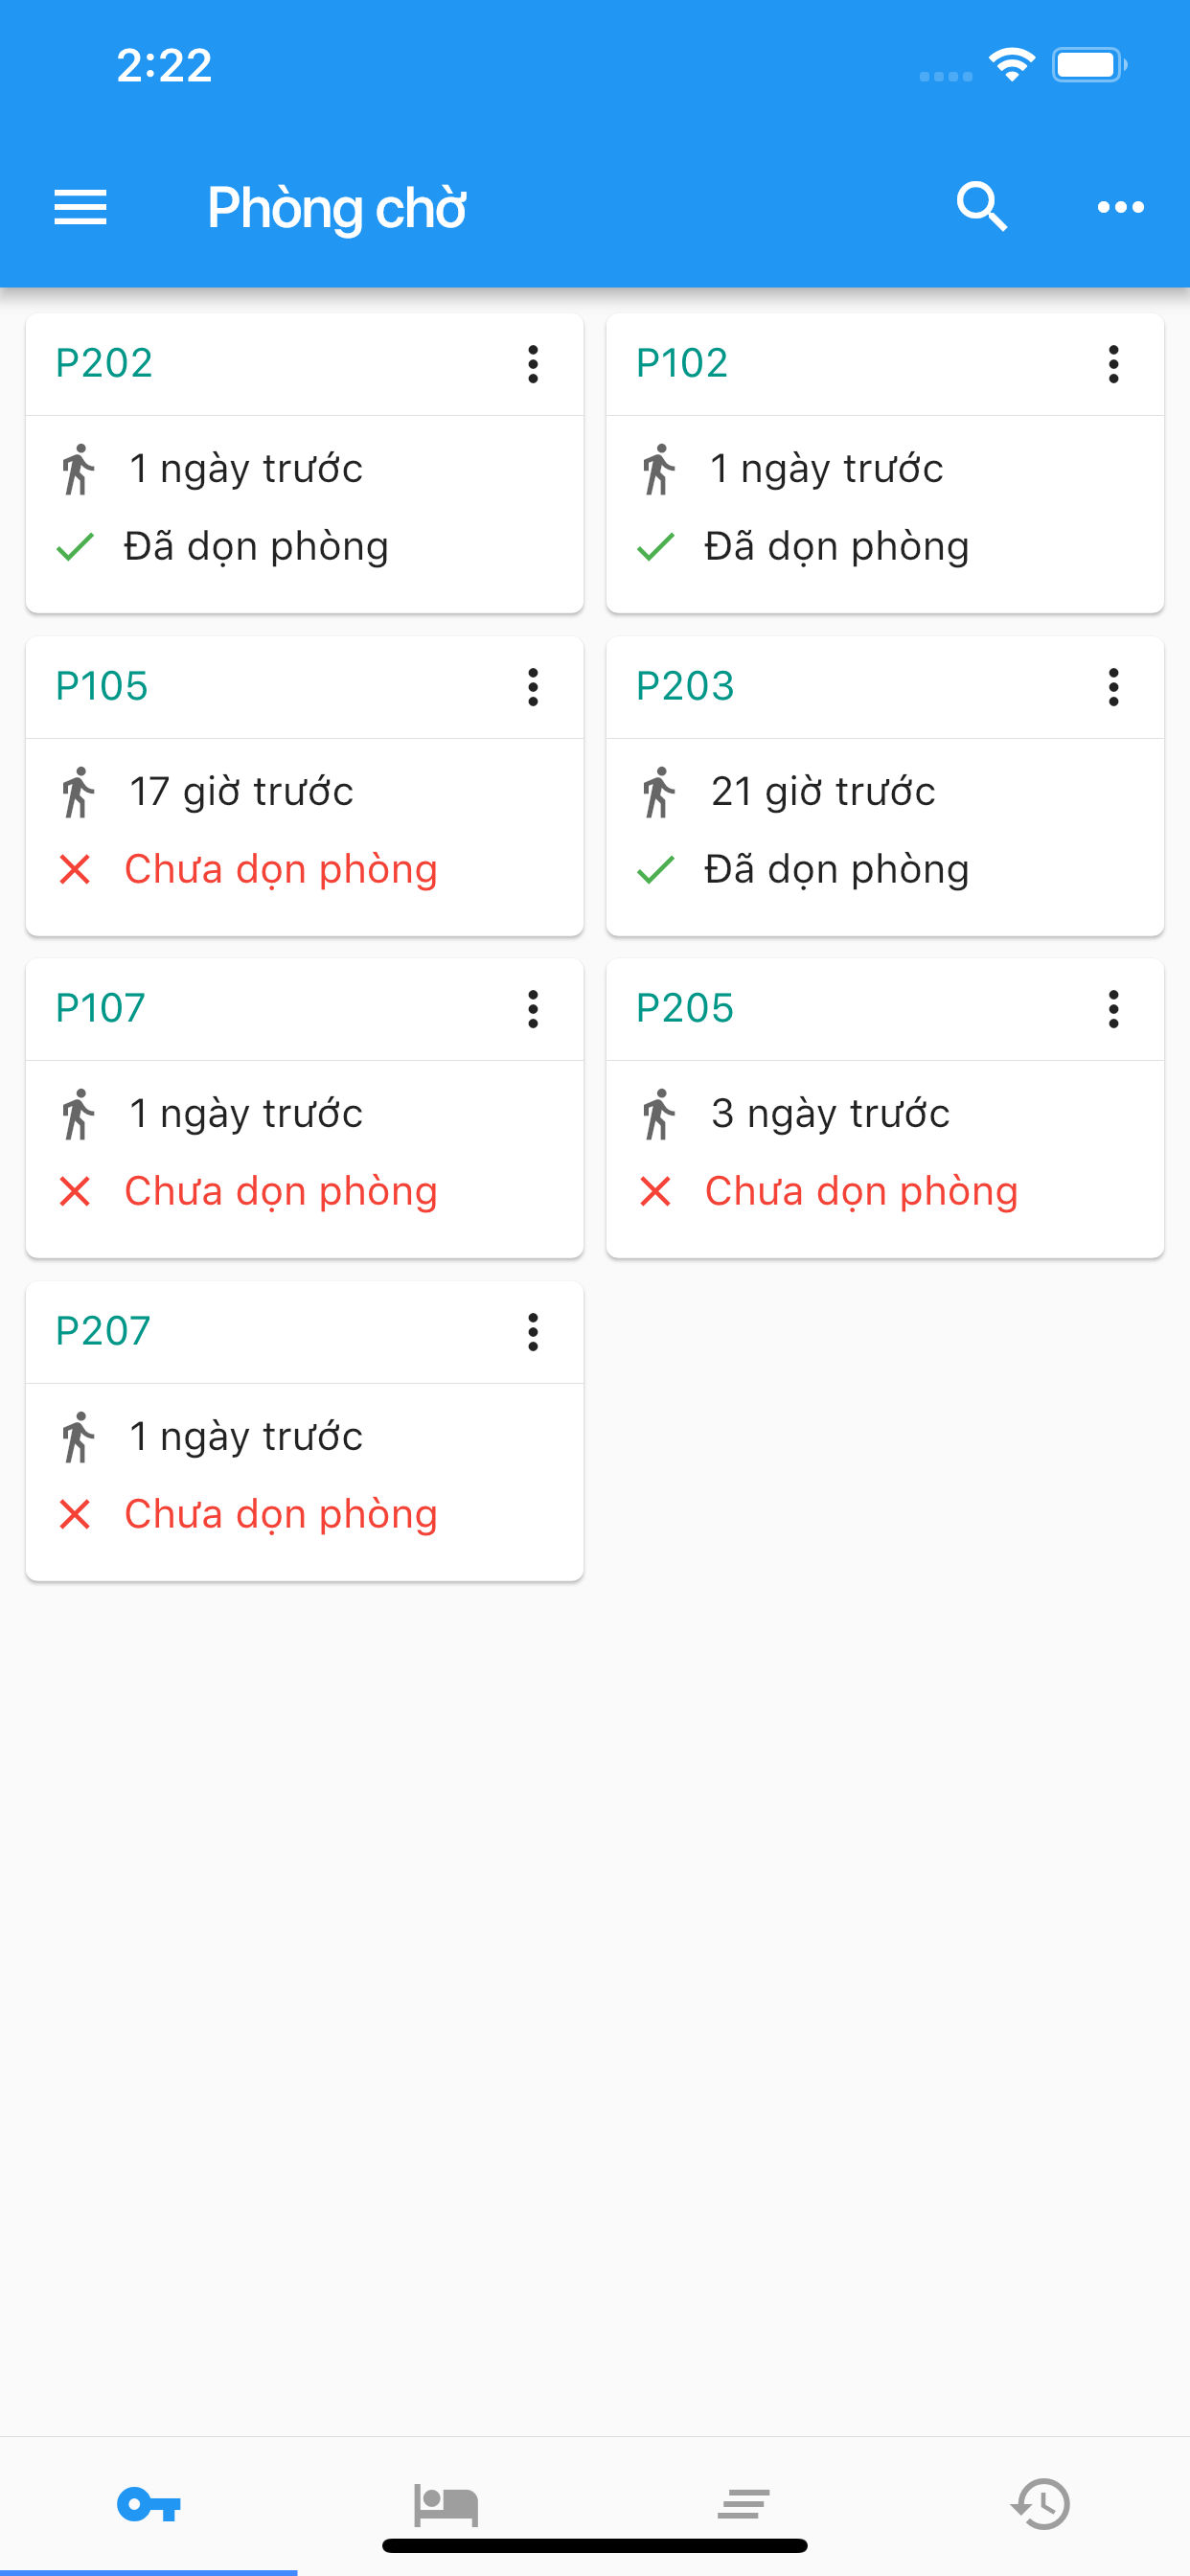 2:22
Phòng chờ
P202
1 ngày trước
Đã dọn phòng
P102
1 ngày trước
Đã dọn phòng
P105
17 giờ trước
Chưa dọn phòng
P203
21 giờ trước
Đã dọn phòng
P107
1 ngày trước
Chưa dọn phòng
P205
3 ngày trước
Chưa dọn phòng
P207
1 ngày trước
Chưa dọn phòng